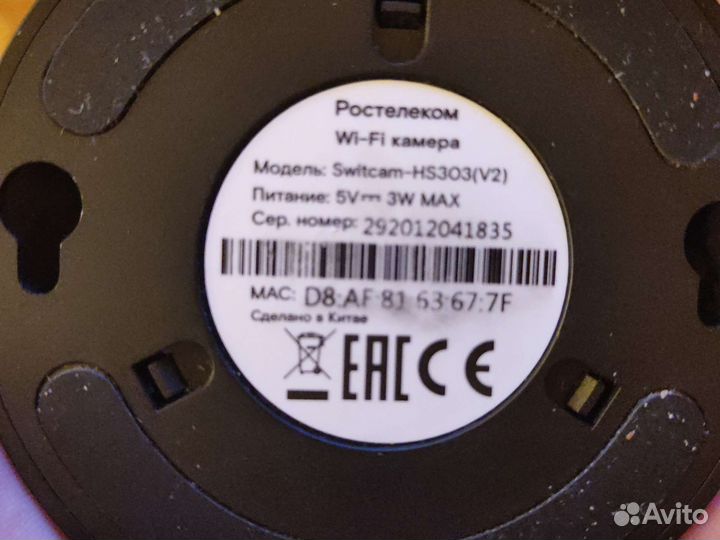 Ростелеком
Wi-Fi камера
Модель: Switcam-HS303(V2)
Питание: 5V⎓ 3W MAX
Сер. номер: 292012041835
MAC: D8:AF:81:63:67:7F
Сделано в Китае
EAC CE
Avito